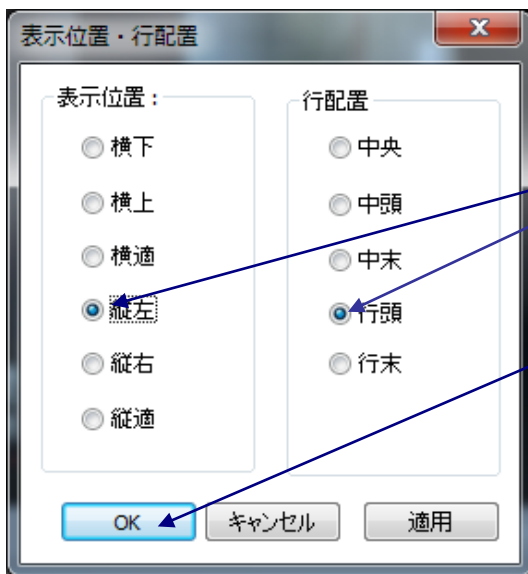 表示位置・行配置
表示位置：
横下
横上
横適
縦左
縦右
縦適
行配置
中央
中頭
中末
行頭
行末
OK
キャンセル
適用